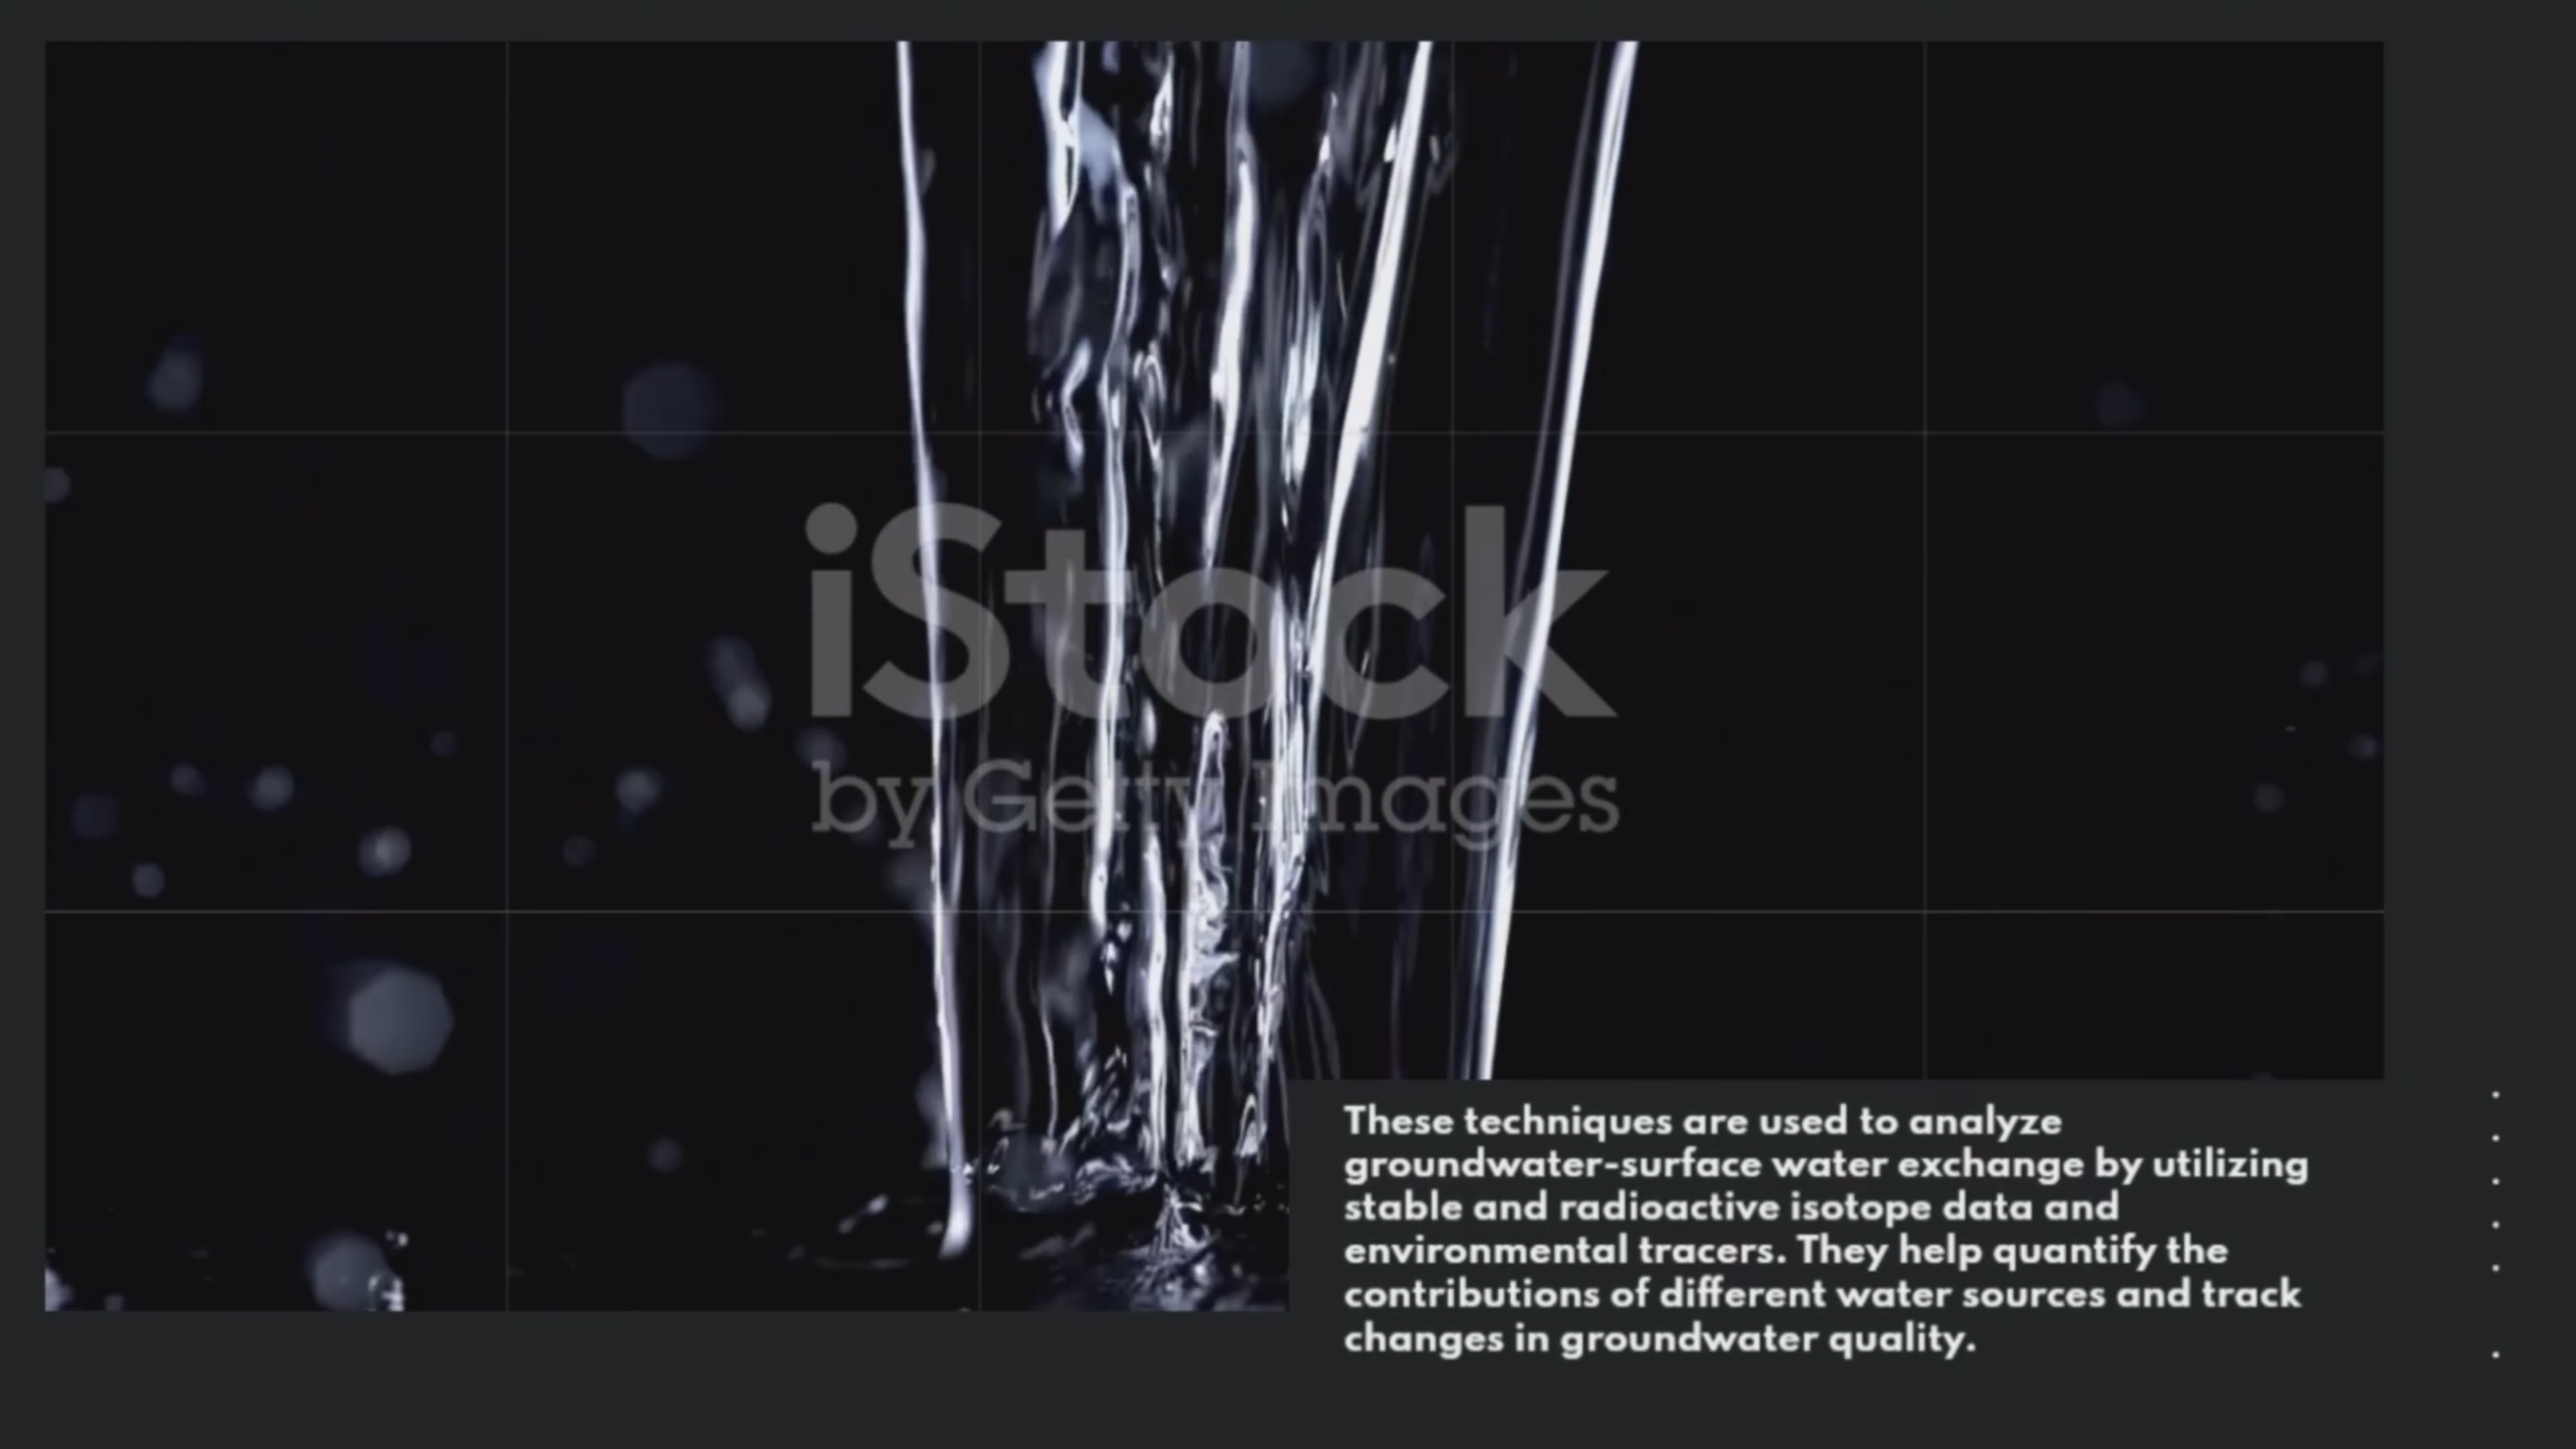 iStock
by Getty Images
These techniques are used to analyze
groundwater-surface water exchange by utilizing
stable and radioactive isotope data and
environmental tracers. They help quantify the
contributions of different water sources and track
changes in groundwater quality.